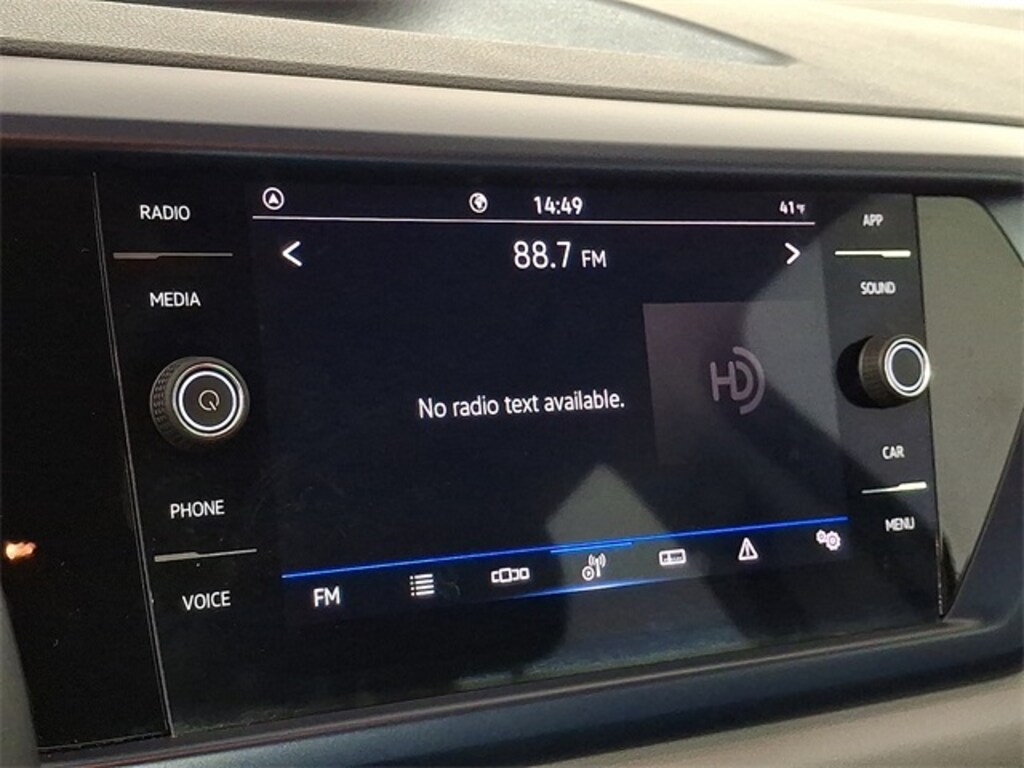 RADIO
MEDIA
PHONE
VOICE
14:49
41°F
88.7 FM
No radio text available.
HD
FM
APP
SOUND
CAR
MENU